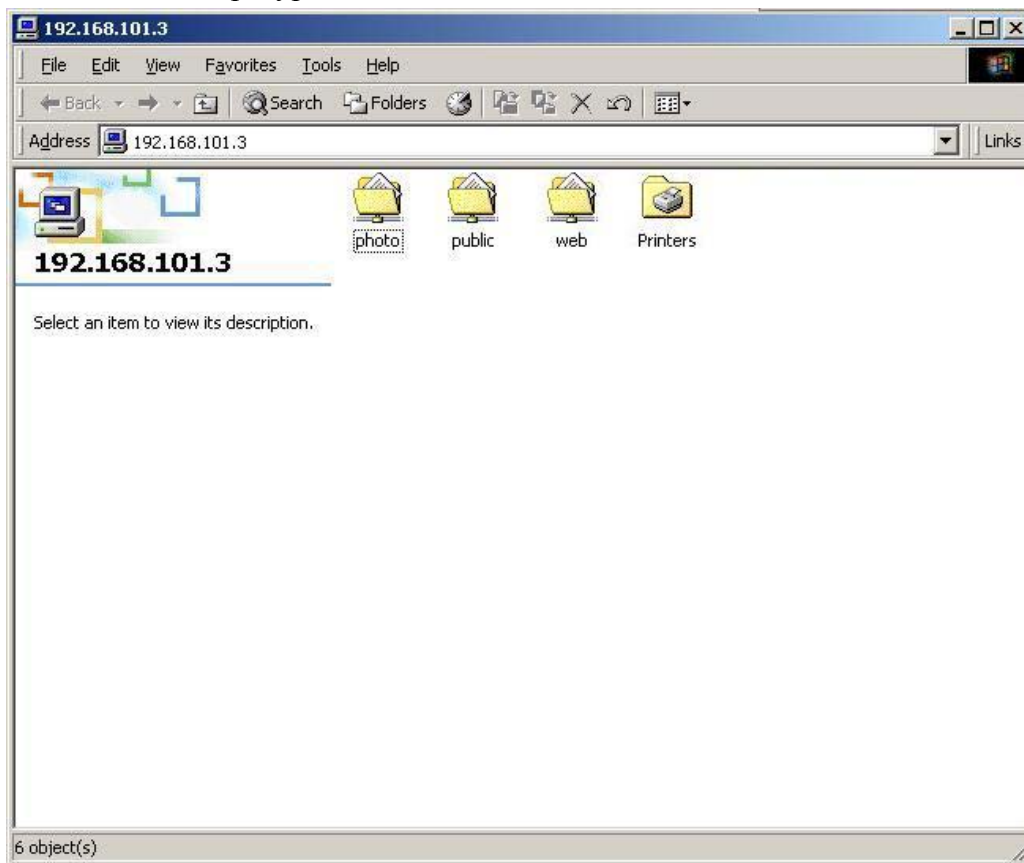 192.168.101.3
File Edit View Favorites Tools Help
Back Search Folders
Address 192.168.101.3 Links
photo public web Printers
192.168.101.3
Select an item to view its description.
6 object(s)